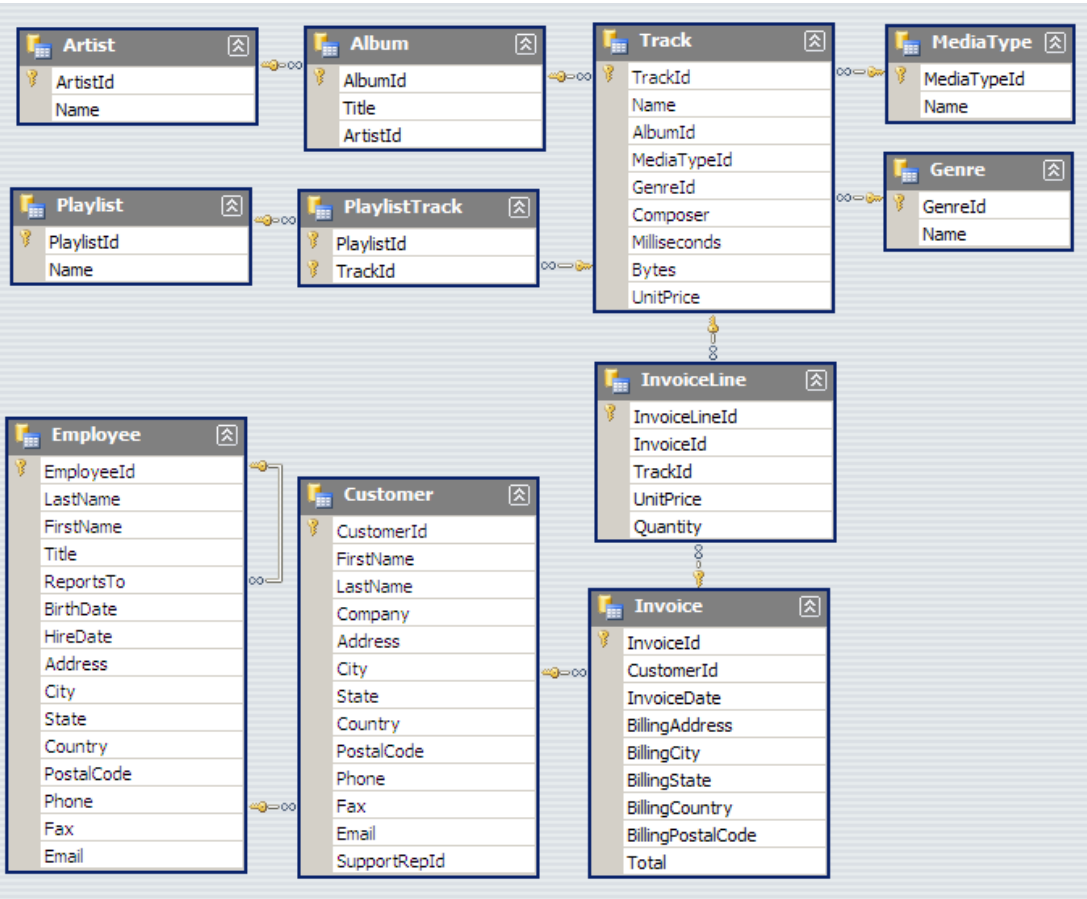 Artist
ArtistId
Name
Album
AlbumId
Title
ArtistId
Track
TrackId
Name
AlbumId
MediaTypeId
GenreId
Composer
Milliseconds
Bytes
UnitPrice
MediaType
MediaTypeId
Name
Genre
GenreId
Name
Playlist
PlaylistId
Name
PlaylistTrack
PlaylistId
TrackId
InvoiceLine
InvoiceLineId
InvoiceId
TrackId
UnitPrice
Quantity
Employee
EmployeeId
LastName
FirstName
Title
ReportsTo
BirthDate
HireDate
Address
City
State
Country
PostalCode
Phone
Fax
Email
Customer
CustomerId
FirstName
LastName
Company
Address
City
State
Country
PostalCode
Phone
Fax
Email
SupportRepId
Invoice
InvoiceId
CustomerId
InvoiceDate
BillingAddress
BillingCity
BillingState
BillingCountry
BillingPostalCode
Total